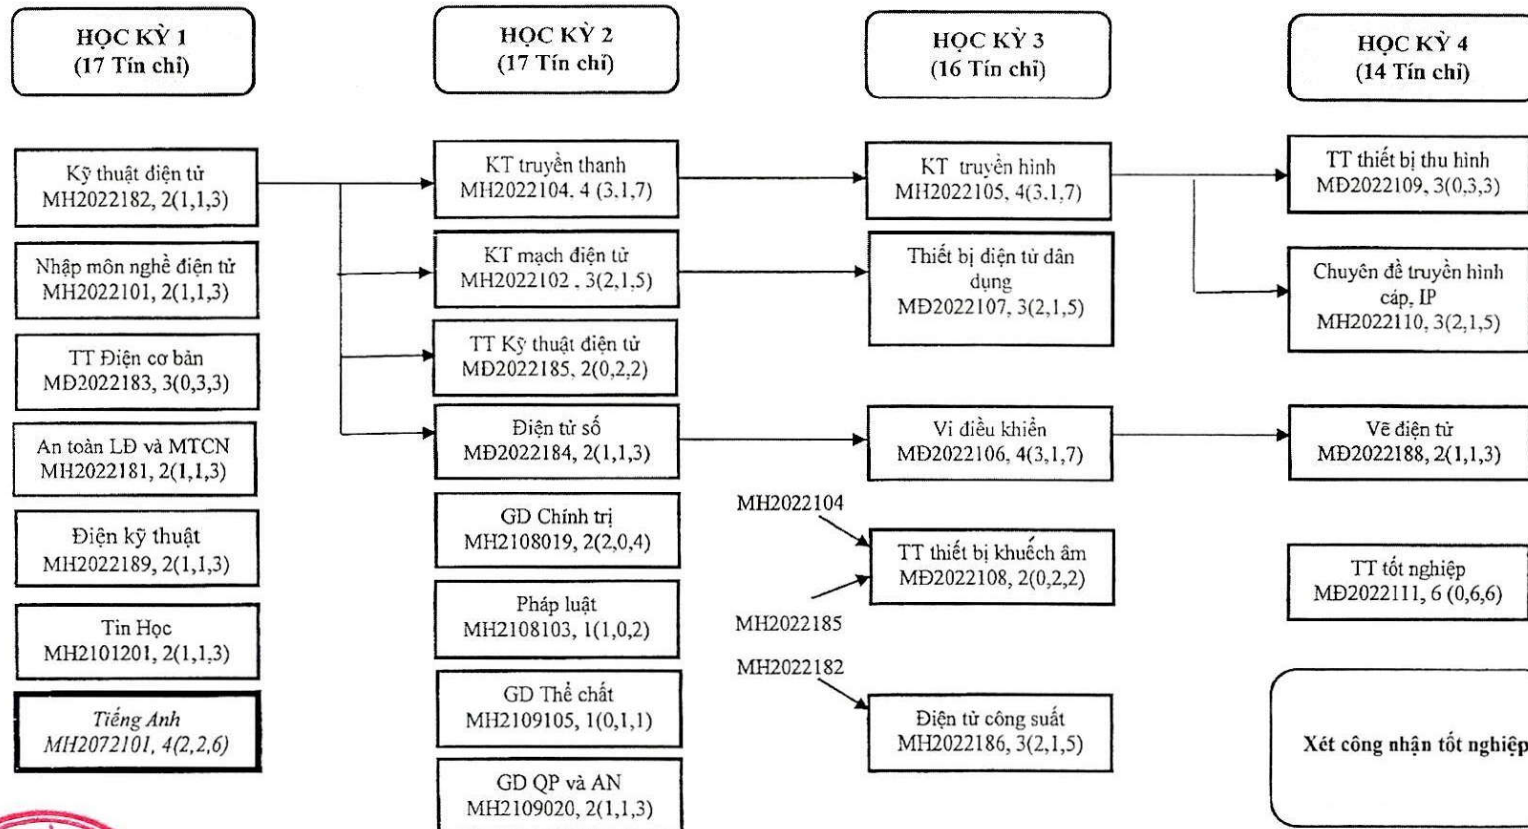 HỌC KỲ 1
(17 Tín chỉ)
Kỹ thuật điện tử
MH2022182, 2(1,1,3)
Nhập môn nghề điện tử
MH2022101, 2(1,1,3)
TT Điện cơ bản
MĐ2022183, 3(0,3,3)
An toàn LĐ và MTCN
MH2022181, 2(1,1,3)
Điện kỹ thuật
MH2022189, 2(1,1,3)
Tin Học
MH2101201, 2(1,1,3)
Tiếng Anh
MH2072101, 4(2,2,6)
HỌC KỲ 2
(17 Tín chỉ)
KT truyền thanh
MH2022104, 4 (3,1,7)
KT mạch điện tử
MH2022102 , 3(2,1,5)
TT Kỹ thuật điện tử
MĐ2022185, 2(0,2,2)
Điện tử số
MĐ2022184, 2(1,1,3)
GD Chính trị
MH2108019, 2(2,0,4)
Pháp luật
MH2108103, 1(1,0,2)
GD Thể chất
MH2109105, 1(0,1,1)
GD QP và AN
MH2109020, 2(1,1,3)
HỌC KỲ 3
(16 Tín chỉ)
KT truyền hình
MH2022105, 4(3,1,7)
Thiết bị điện tử dân
dụng
MĐ2022107, 3(2,1,5)
Vi điều khiển
MĐ2022106, 4(3,1,7)
MH2022104
TT thiết bị khuếch âm
MĐ2022108, 2(0,2,2)
MH2022185
MH2022182
Điện tử công suất
MH2022186, 3(2,1,5)
HỌC KỲ 4
(14 Tín chỉ)
TT thiết bị thu hình
MĐ2022109, 3(0,3,3)
Chuyên đề truyền hình
cáp, IP
MH2022110, 3(2,1,5)
Vẽ điện tử
MĐ2022188, 2(1,1,3)
TT tốt nghiệp
MĐ2022111, 6 (0,6,6)
Xét công nhận tốt nghiệp